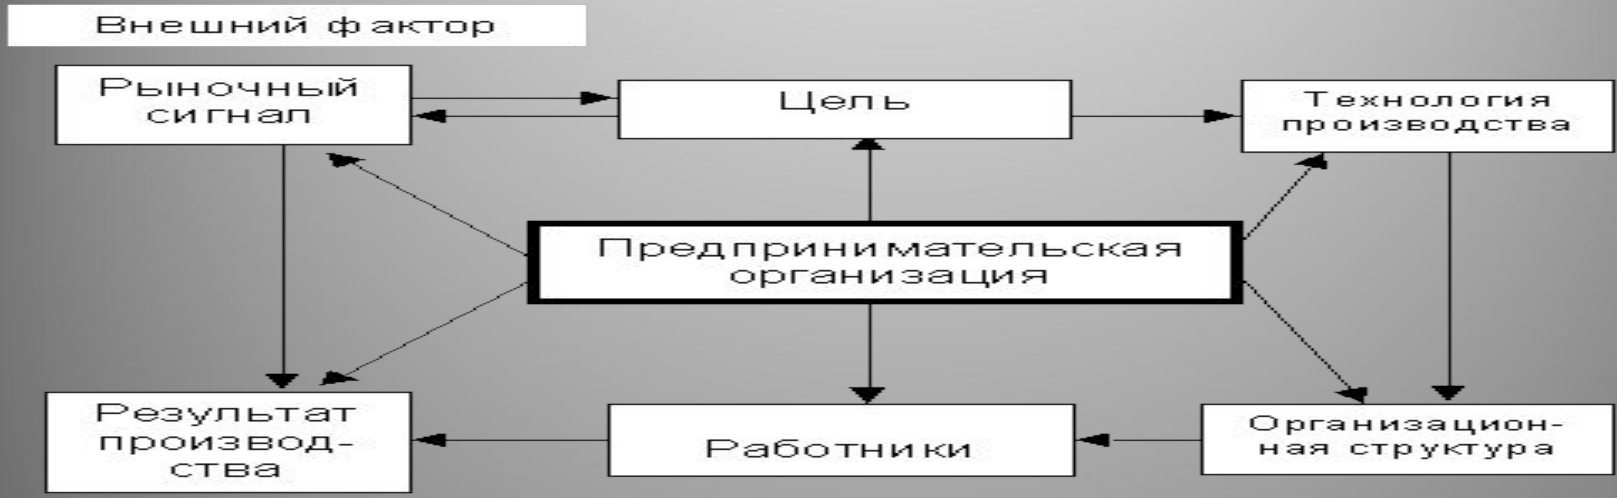 Внешний фактор
Рыночный
сигнал
Цель
Технология
производства
Предпринимательская
организация
Результат
производ-
ства
Работники
Организацион-
ная структура